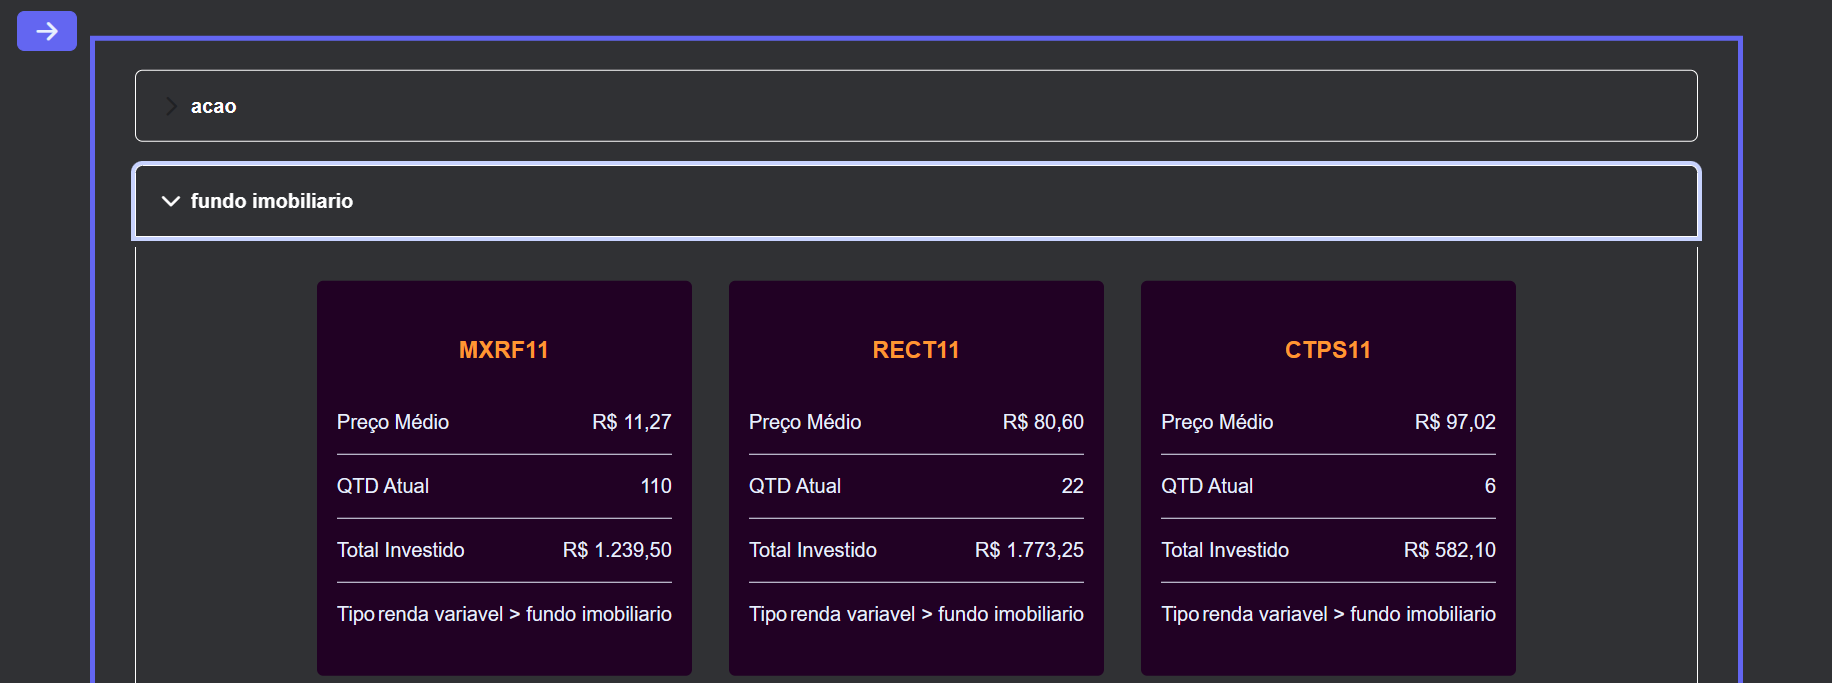 acao
fundo imobiliario
MXRF11
Preço Médio R$ 11,27
QTD Atual 110
Total Investido R$ 1.239,50
Tipo renda variavel > fundo imobiliario
RECT11
Preço Médio R$ 80,60
QTD Atual 22
Total Investido R$ 1.773,25
Tipo renda variavel > fundo imobiliario
CTPS11
Preço Médio R$ 97,02
QTD Atual 6
Total Investido R$ 582,10
Tipo renda variavel > fundo imobiliario